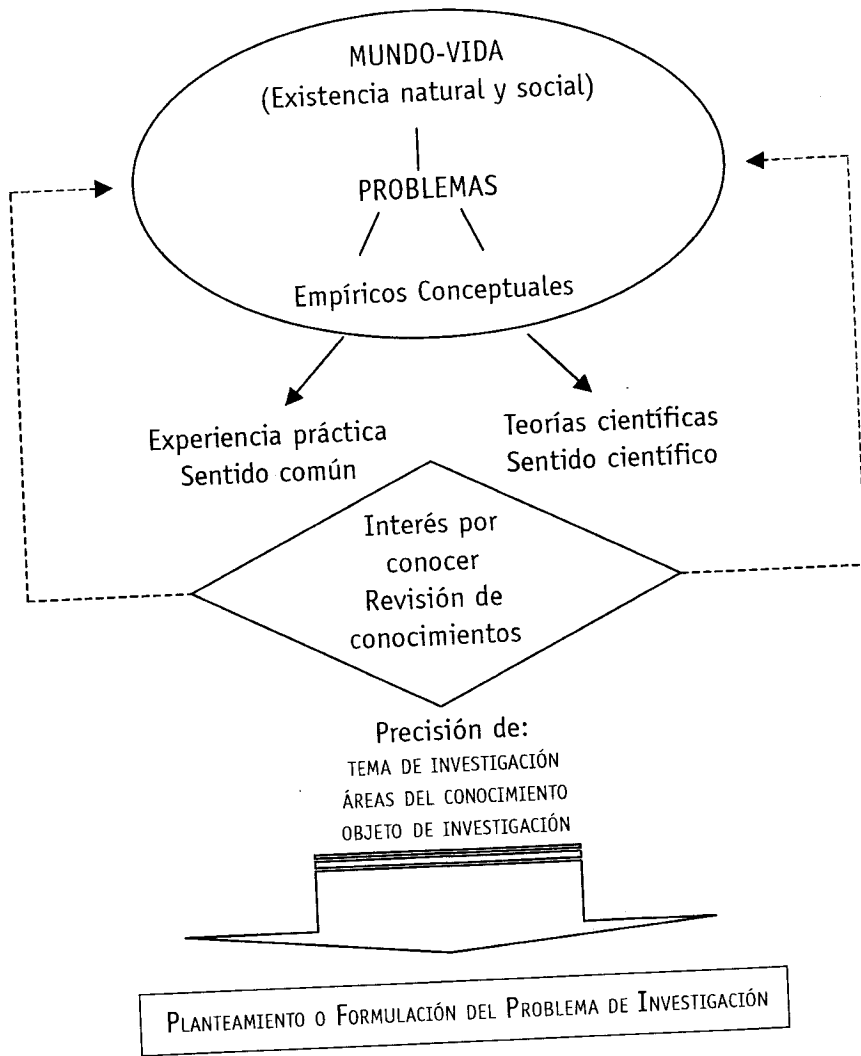 MUNDO-VIDA
(Existencia natural y social)
PROBLEMAS
Empíricos Conceptuales
Experiencia práctica
Sentido común
Teorías científicas
Sentido científico
Interés por
conocer
Revisión de
conocimientos
Precisión de:
TEMA DE INVESTIGACIÓN
ÁREAS DEL CONOCIMIENTO
OBJETO DE INVESTIGACIÓN
PLANTEAMIENTO O FORMULACIÓN DEL PROBLEMA DE INVESTIGACIÓN